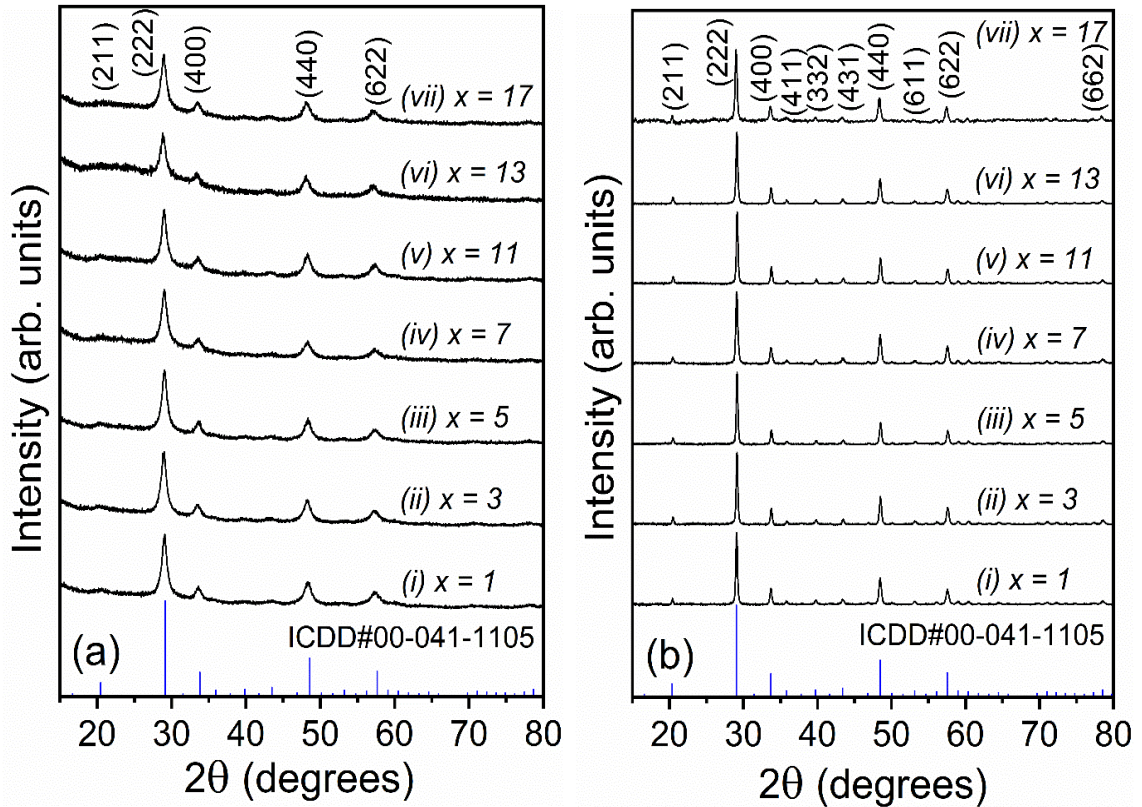 (211)
(222)
(400)
(440)
(622)
(vii) x = 17
(vi) x = 13
(v) x = 11
(iv) x = 7
(iii) x = 5
(ii) x = 3
(i) x = 1
ICDD#00-041-1105
(a)
20 30 40 50 60 70 80
2θ (degrees)
Intensity (arb. units)
(vii) x = 17
(211)
(222)
(400)
(411)
(332)
(431)
(440)
(611)
(622)
(662)
(vi) x = 13
(v) x = 11
(iv) x = 7
(iii) x = 5
(ii) x = 3
(i) x = 1
ICDD#00-041-1105
(b)
20 30 40 50 60 70 80
2θ (degrees)
Intensity (arb. units)